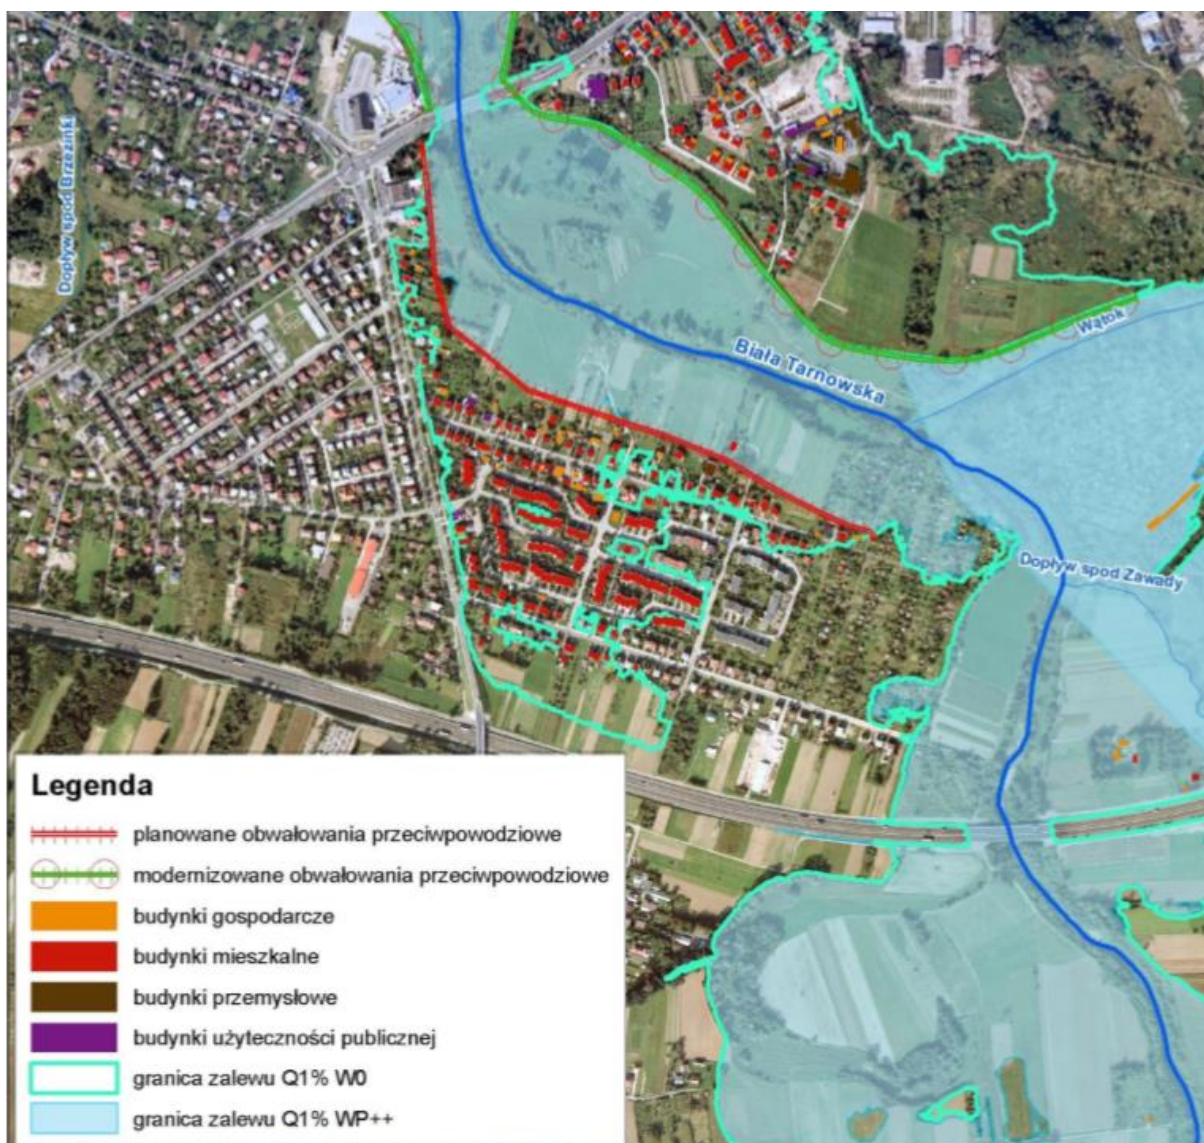 Dopływ spod Brzezinki
Wątok
Biała Tarnowska
Dopływ spod Zawady
Legenda
planowane obwałowania przeciwpowodziowe
modernizowane obwałowania przeciwpowodziowe
budynki gospodarcze
budynki mieszkalne
budynki przemysłowe
budynki użyteczności publicznej
granica zalewu Q1% W0
granica zalewu Q1% WP++